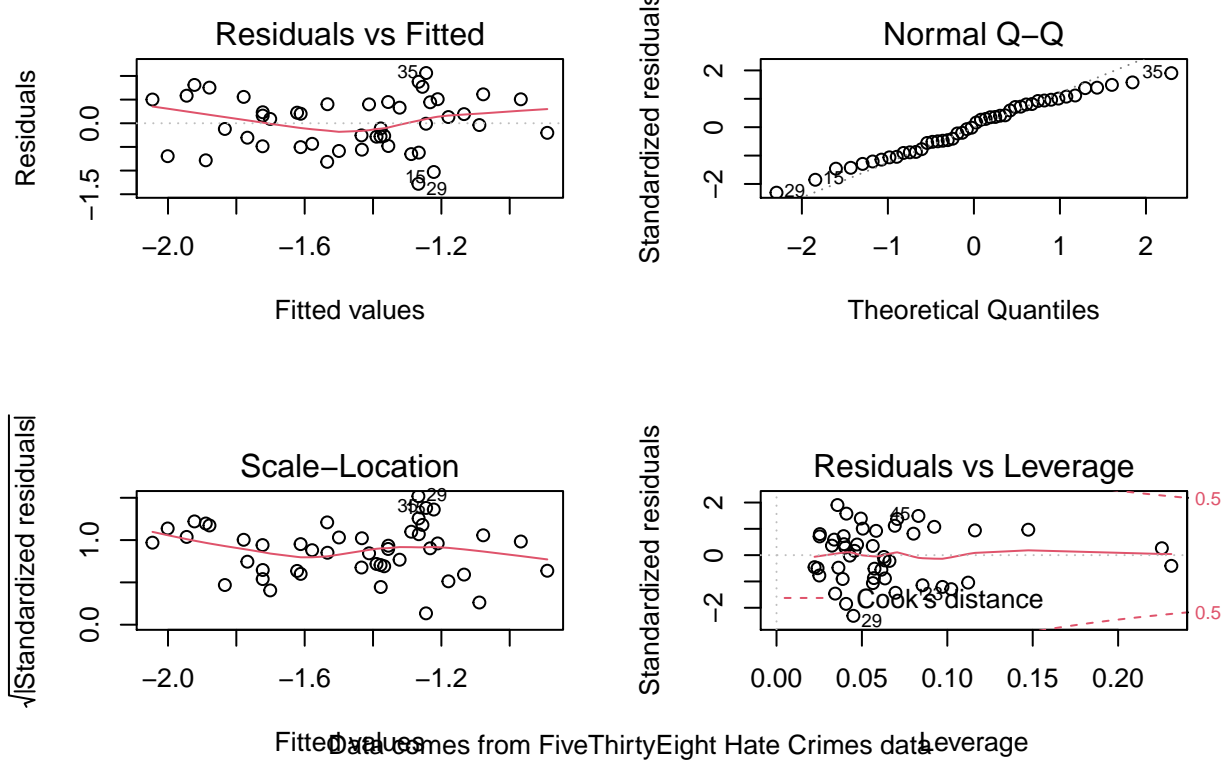 Residuals vs Fitted
Residuals
0.0
−1.5
35
15
29
−2.0
−1.6
−1.2
Fitted values
Normal Q−Q
Standardized residuals
2
0
−2
35
15
29
−2
−1
0
1
2
Theoretical Quantiles
Scale−Location
√|Standardized residuals|
1.0
0.0
29
35
−2.0
−1.6
−1.2
Fitted values
Residuals vs Leverage
Standardized residuals
2
0
−2
45
23
29
Cook's distance
0.5
0.5
0.00
0.05
0.10
0.15
0.20
Leverage
Data comes from FiveThirtyEight Hate Crimes data